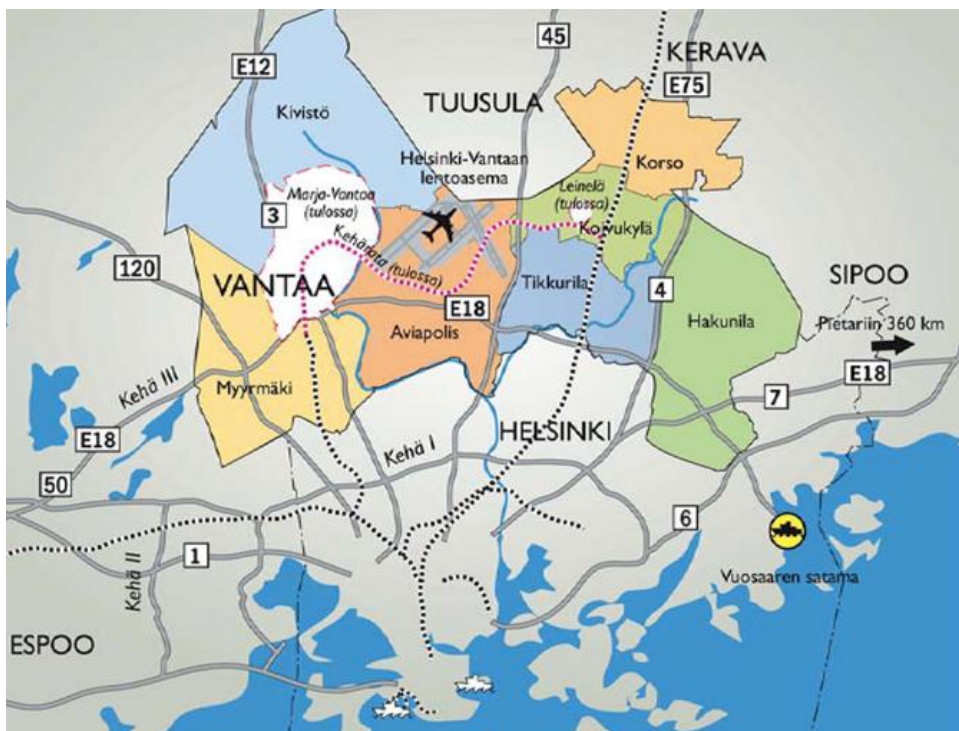 45
KERAVA
E12
E75
TUUSULA
Kivistö
Helsinki-Vantaan
lentoasema
Korso
Leinelä
(tulossa)
Marja-Vantaa
(tulossa)
3
Koivukylä
Kehärata (tulossa)
120
VANTAA
Tikkurila
4
SIPOO
E18
Hakunila
Pietariin 360 km
Aviapolis
Myyrmäki
Kehä III
E18
7
HELSINKI
E18
Kehä I
50
6
1
Kehä II
Vuosaaren satama
ESPOO